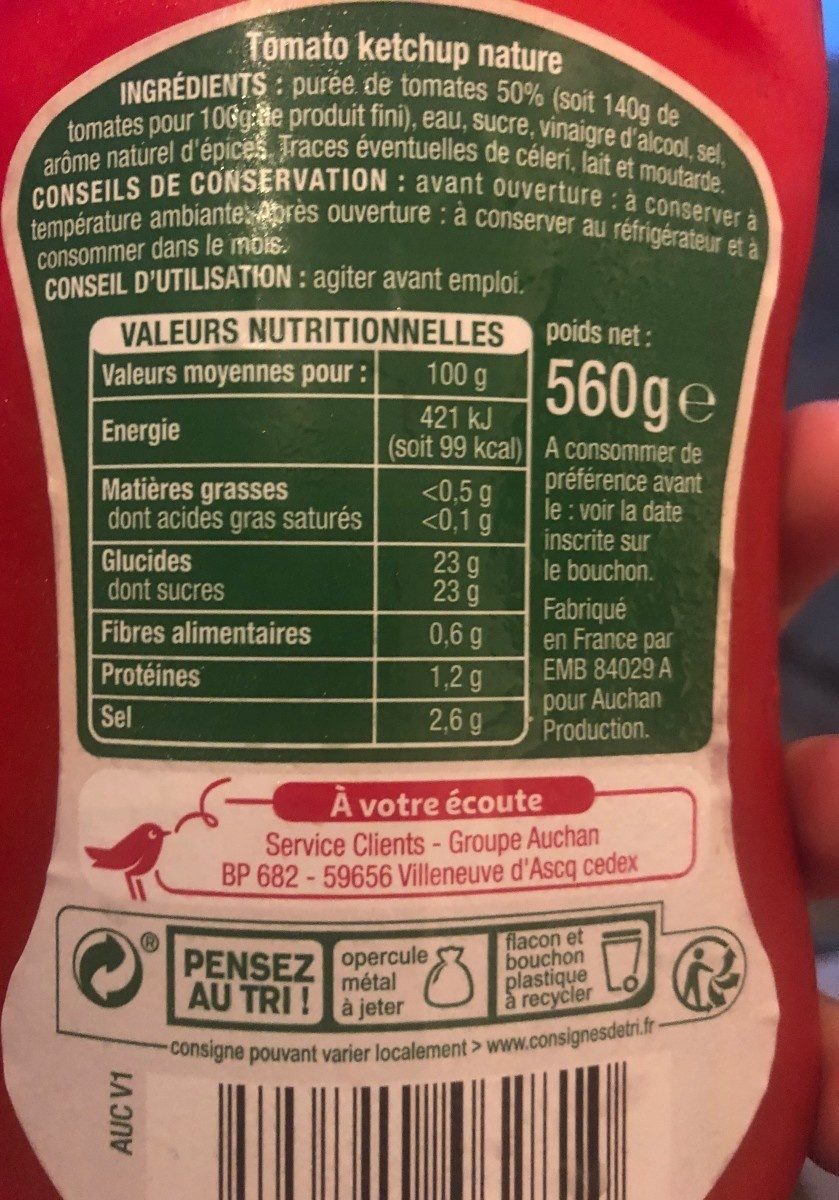 Tomato ketchup nature
INGRÉDIENTS : purée de tomates 50% (soit 140g de
tomates pour 100g de produit fini), eau, sucre, vinaigre d'alcool, sel,
arôme naturel d'épices. Traces éventuelles de céleri, lait et moutarde.
CONSEILS DE CONSERVATION : avant ouverture : à conserver à
température ambiante. Après ouverture : à conserver au réfrigérateur et à
consommer dans le mois.
CONSEIL D'UTILISATION : agiter avant emploi.
VALEURS NUTRITIONNELLES
Valeurs moyennes pour : 100 g
Energie 421 kJ
(soit 99 kcal)
Matières grasses <0,5 g
dont acides gras saturés <0,1 g
Glucides 23 g
dont sucres 23 g
Fibres alimentaires 0,6 g
Protéines 1,2 g
Sel 2,6 g
poids net :
560g e
A consommer de
préférence avant
le : voir la date
inscrite sur
le bouchon.
Fabriqué
en France par
EMB 84029 A
pour Auchan
Production.
À votre écoute
Service Clients - Groupe Auchan
BP 682 - 59656 Villeneuve d'Ascq cedex
®
PENSEZ
AU TRI !
opercule
métal
à jeter
flacon et
bouchon
plastique
à recycler
consigne pouvant varier localement > www.consignesdetri.fr
AUC V1